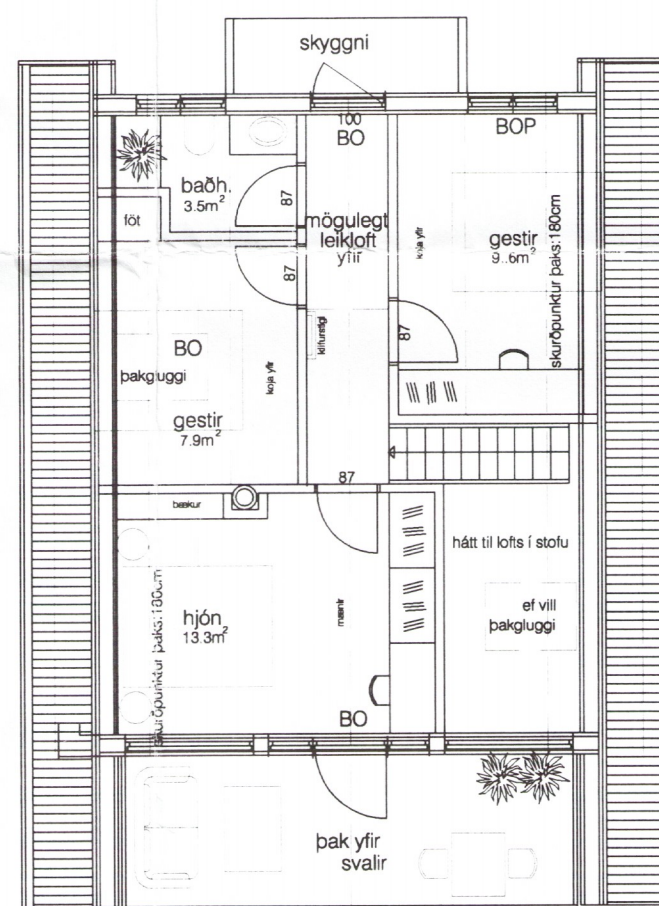 skyggni
100
BO
BOP
baðh.
3.5m²
87
föt
mögulegt
leikloft
yfir
koja yfir
gestir
9..6m²
skurðpunktur þaks:180cm
87
87
klifurstigi
BO
þakgluggi
koja yfir
gestir
7.9m²
87
bækur
hátt til lofts í stofu
ef vill
þakgluggi
hjón
13.3m²
mænir
skurðpunktur þaks:180cm
BO
þak yfir
svalir